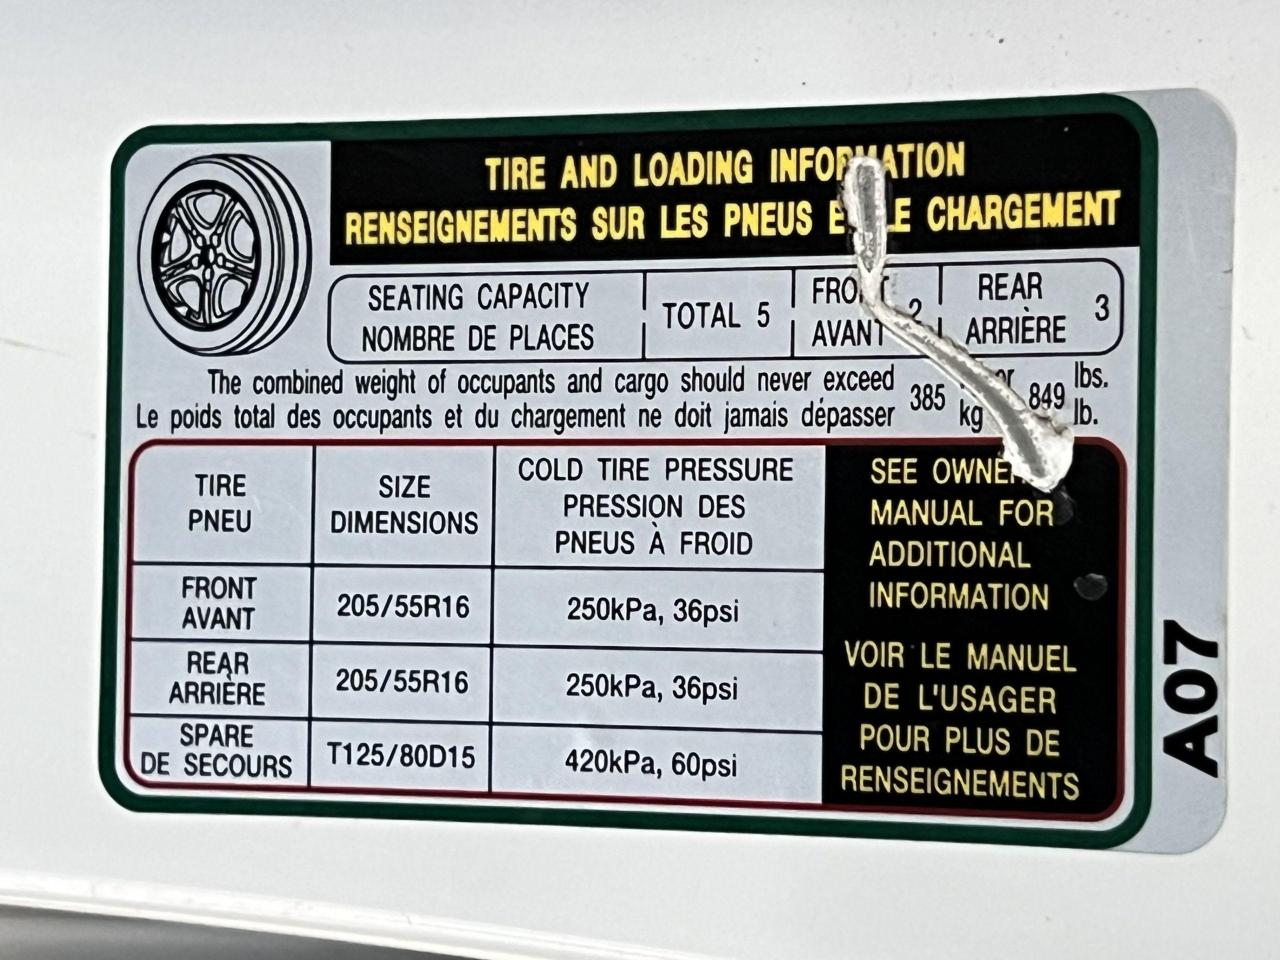 TIRE AND LOADING INFORMATION
RENSEIGNEMENTS SUR LES PNEUS LE CHARGEMENT
SEATING CAPACITY
NOMBRE DE PLACES
TOTAL 5
FRONT
AVANT
2
REAR
ARRIÈRE
3
The combined weight of occupants and cargo should never exceed
Le poids total des occupants et du chargement ne doit jamais dépasser
385
kg
or
849
lbs.
lb.
TIRE
PNEU
SIZE
DIMENSIONS
COLD TIRE PRESSURE
PRESSION DES
PNEUS À FROID
FRONT
AVANT
205/55R16
250kPa, 36psi
REAR
ARRIÈRE
205/55R16
250kPa, 36psi
SPARE
DE SECOURS
T125/80D15
420kPa, 60psi
SEE
MANUAL FOR
ADDITIONAL
INFORMATION
VOIR LE MANUEL
DE L'USAGER
POUR PLUS DE
RENSEIGNEMENTS
A07